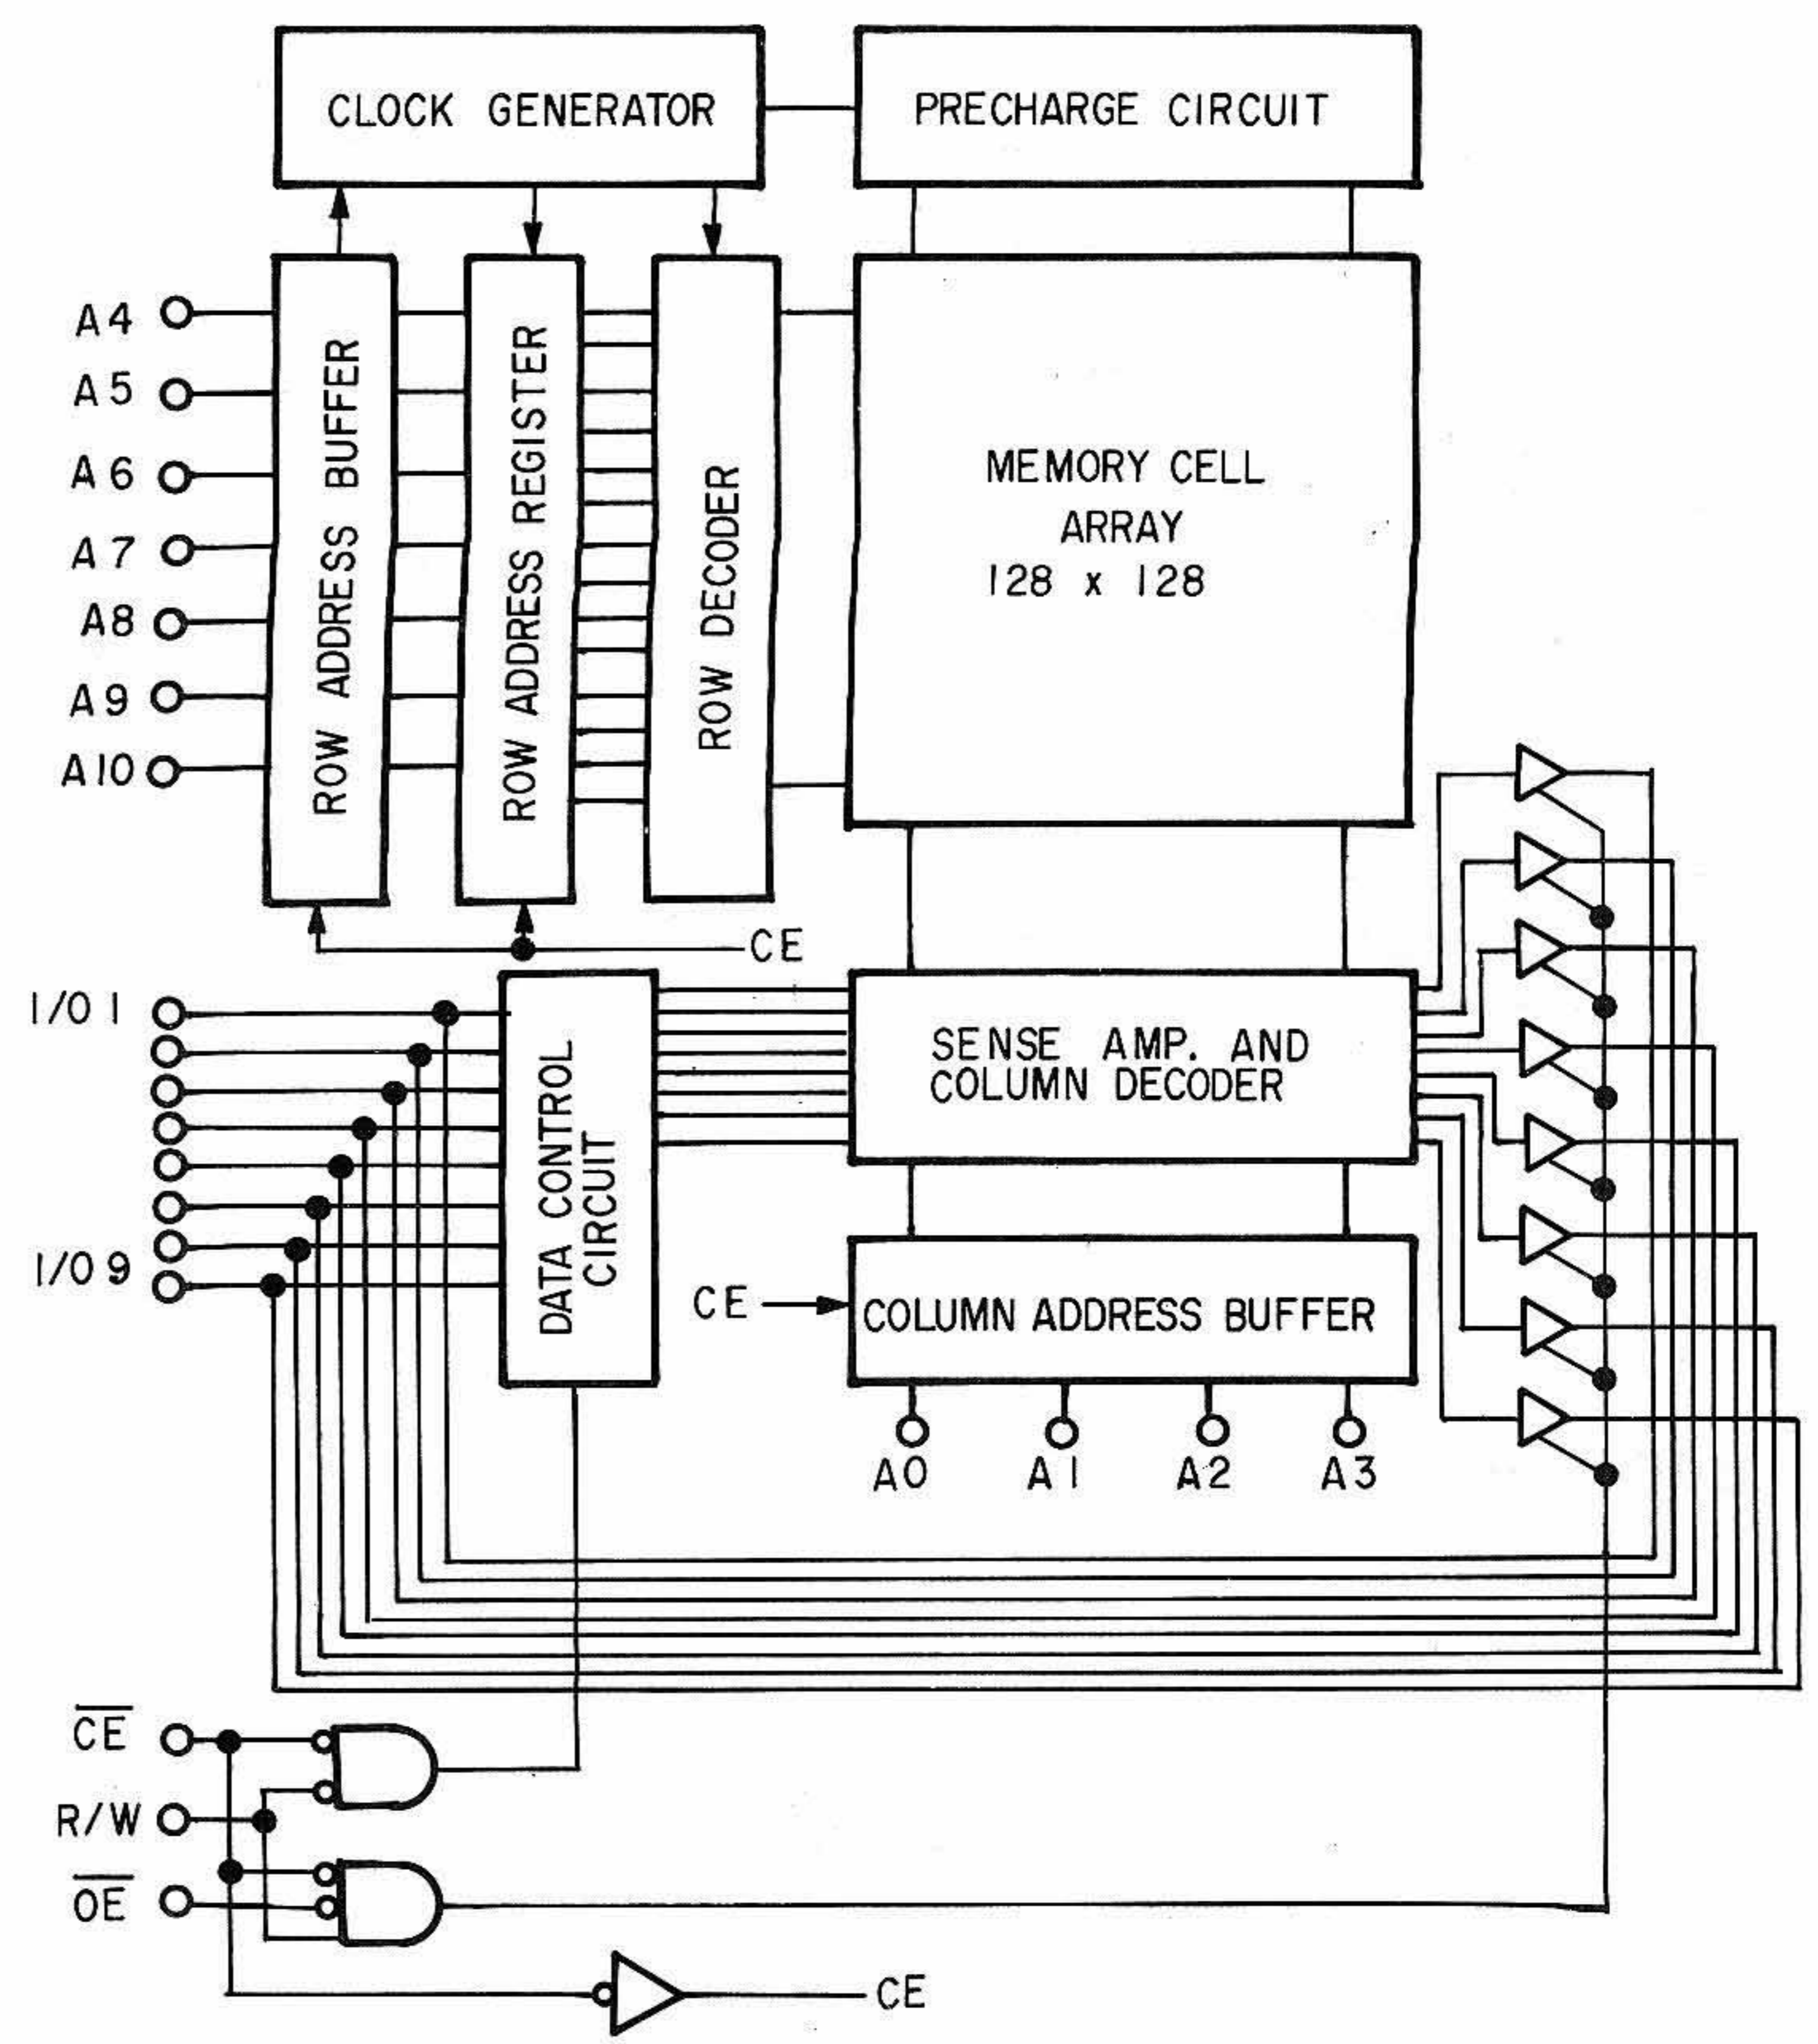 CLOCK GENERATOR
PRECHARGE CIRCUIT
A4
A5
A6
A7
A8
A9
A10
ROW ADDRESS BUFFER
ROW ADDRESS REGISTER
ROW DECODER
MEMORY CELL
ARRAY
128 x 128
CE
I/O 1
I/O 9
DATA CONTROL
CIRCUIT
SENSE AMP. AND
COLUMN DECODER
CE
COLUMN ADDRESS BUFFER
A0
A1
A2
A3
C̅E̅
R/W
O̅E̅
CE